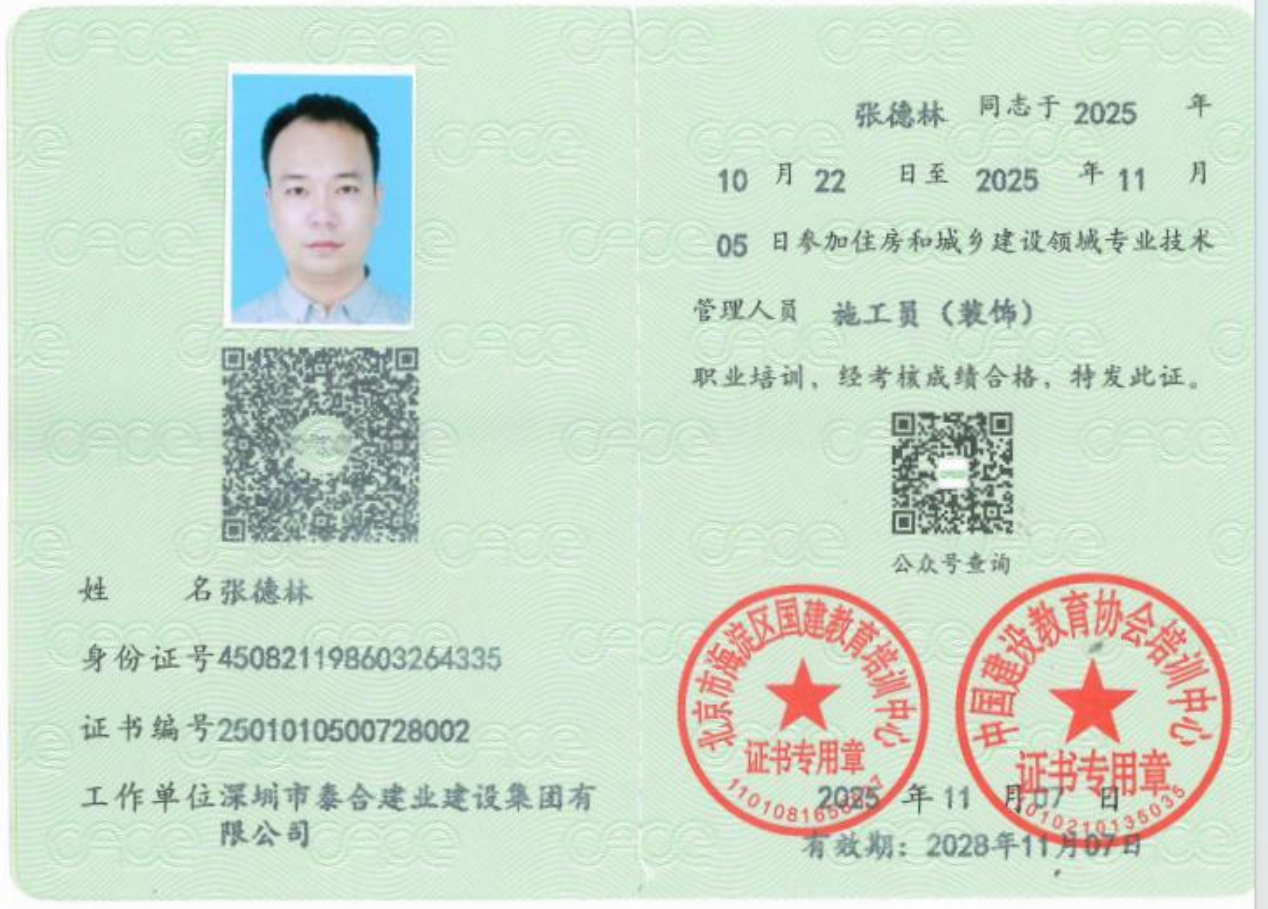 姓 名张德林
身份证号450821198603264335
证书编号2501010500728002
工作单位深圳市泰合建业建设集团有
限公司
张德林 同志于 2025 年
10 月 22 日至 2025 年 11 月
05 日参加住房和城乡建设领域专业技术
管理人员 施工员（装饰）
职业培训，经考核成绩合格，特发此证。
公众号查询
北京市海淀区国建教育培训中心
证书专用章
中国建设教育协会培训中心
证书专用章
2025 年 11 月07 日
有效期：2028年11月07日